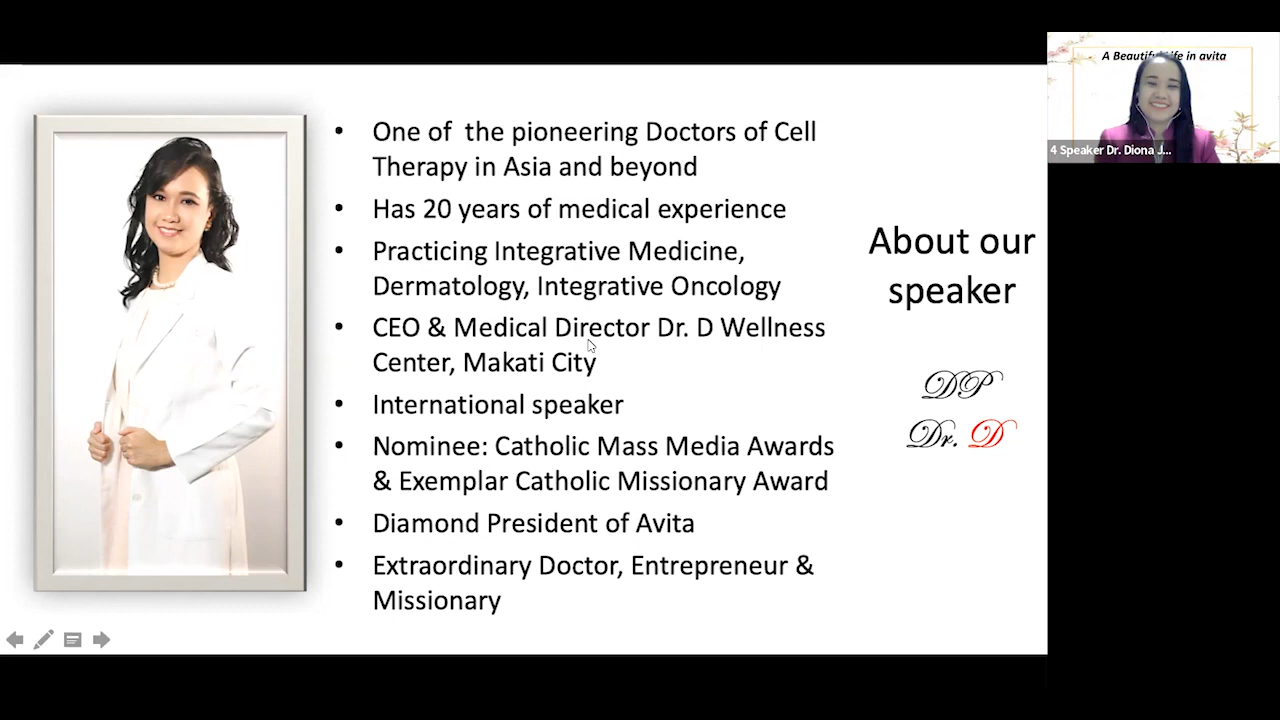 One of  the pioneering Doctors of Cell
Therapy in Asia and beyond
Has 20 years of medical experience
Practicing Integrative Medicine,
Dermatology, Integrative Oncology
CEO & Medical Director Dr. D Wellness
Center, Makati City
International speaker
Nominee: Catholic Mass Media Awards
& Exemplar Catholic Missionary Award
Diamond President of Avita
Extraordinary Doctor, Entrepreneur &
Missionary
About our
speaker
DP
Dr. D
A Beautiful Life in avita
4 Speaker Dr. Diona J...